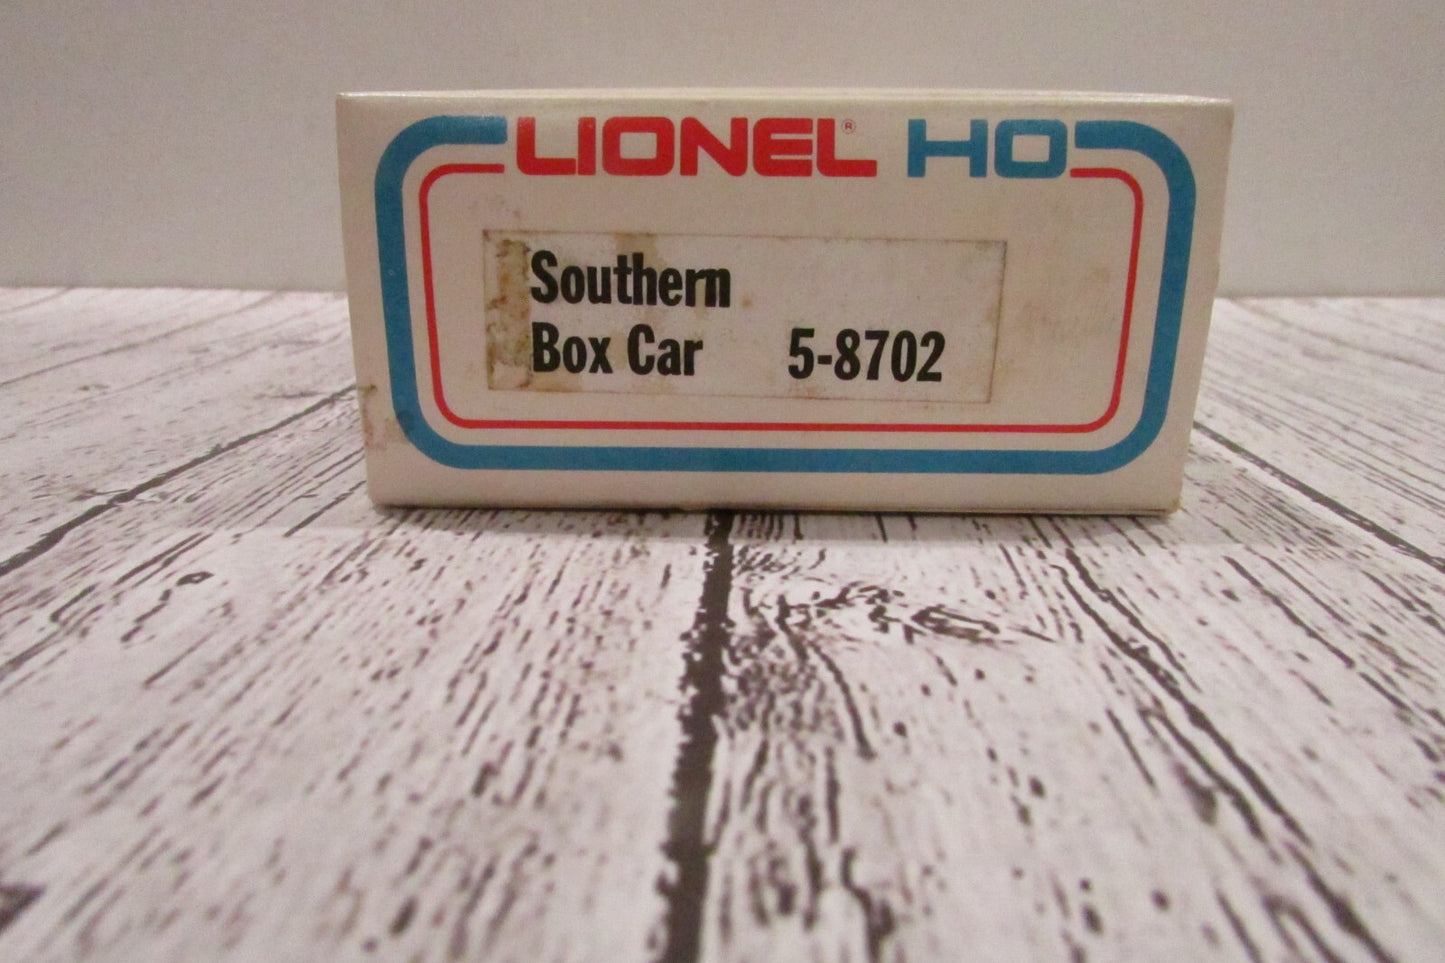 LIONEL® HO
Southern
Box Car 5-8702